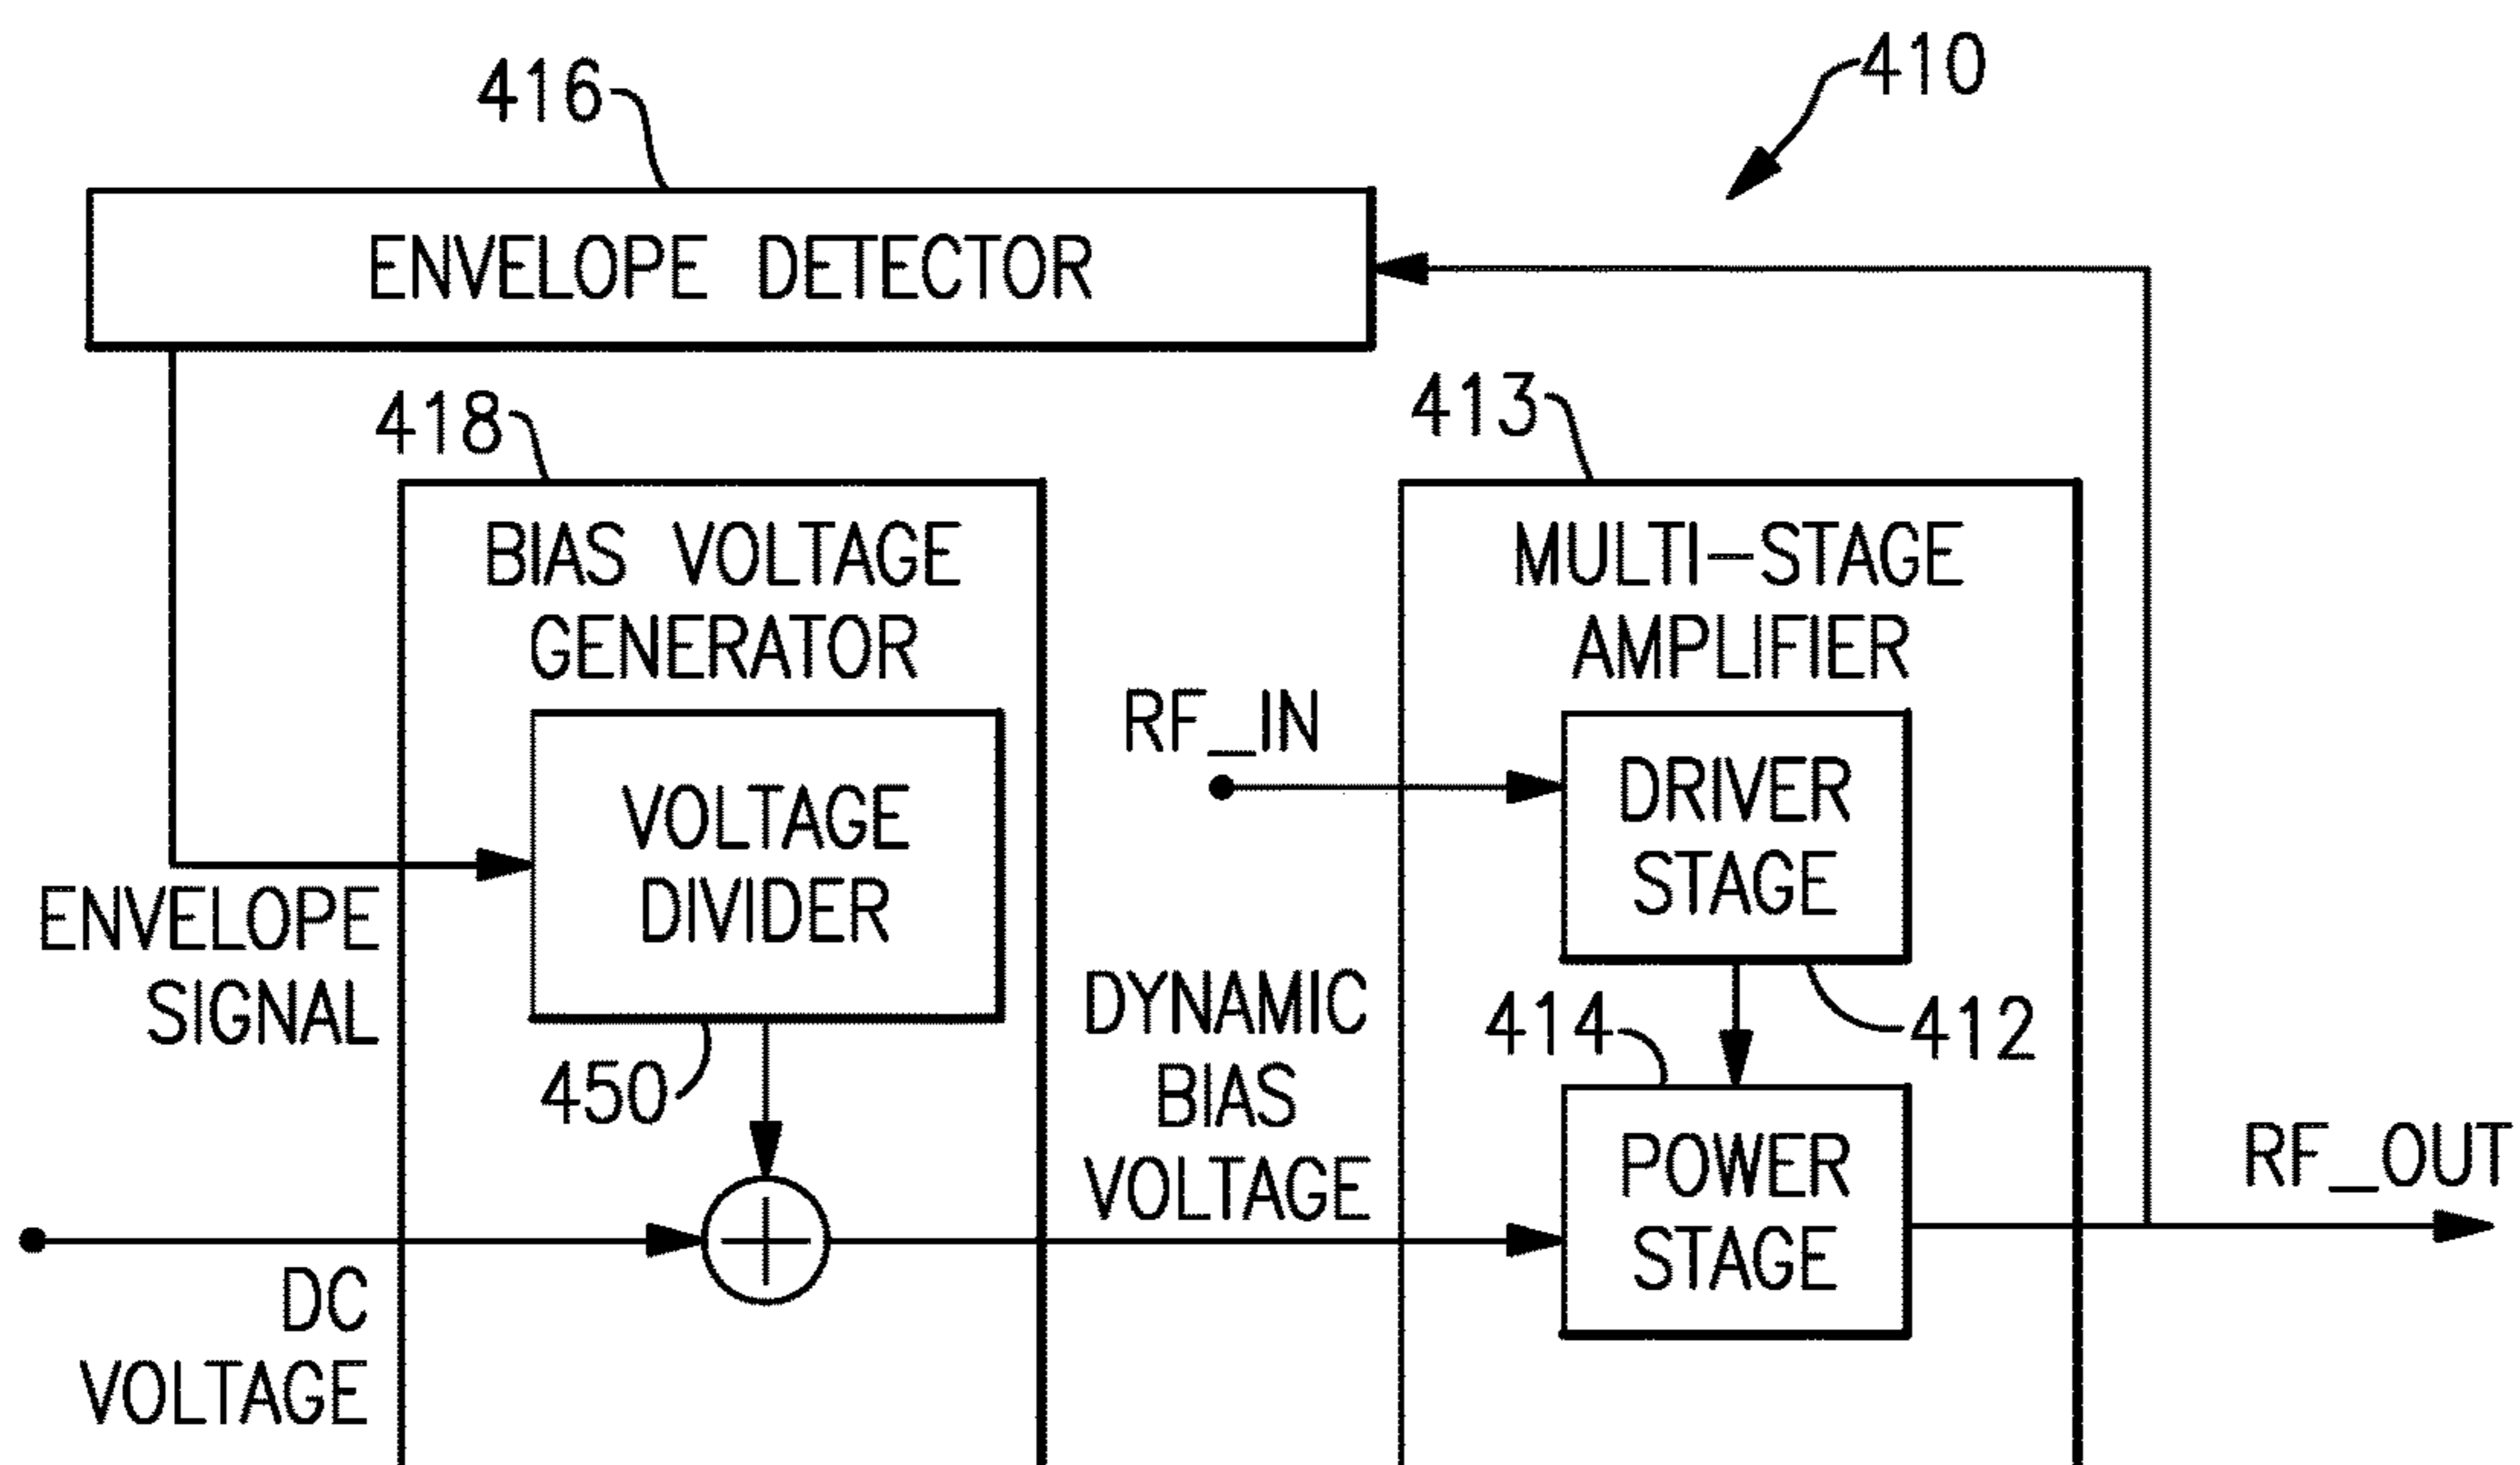 416
410
ENVELOPE DETECTOR
418
413
BIAS VOLTAGE
GENERATOR
MULTI-STAGE
AMPLIFIER
RF_IN
VOLTAGE
DIVIDER
DRIVER
STAGE
ENVELOPE
SIGNAL
450
DYNAMIC
BIAS
VOLTAGE
414
412
POWER
STAGE
RF_OUT
DC
VOLTAGE